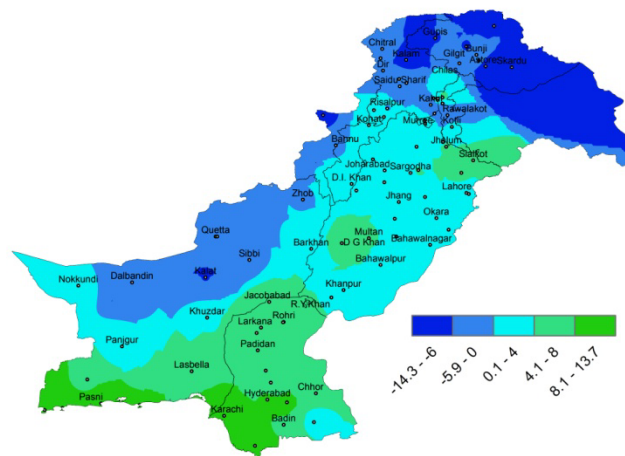 Gupis
Chitral
Bunji
Gilgit
Kalam
Dir
Astore
Skardu
Chilas
Saidu Sharif
Kakul
Risalpur
Rawalakot
Kohat
Murree
Kotli
Bannu
Jhelum
Joharabad
Sialkot
Sargodha
D.I. Khan
Zhob
Jhang
Lahore
Okara
Quetta
Multan
Barkhan
D G Khan
Bahawalnagar
Sibbi
Bahawalpur
Kalat
Nokkundi
Dalbandin
Khanpur
Jacobabad
R.Y.Khan
Khuzdar
Larkana
Rohri
Panjgur
Padidan
Lasbella
Pasni
Hyderabad
Chhor
Karachi
Badin
-14.3 - -6
-5.9 - 0
0.1 - 4
4.1 - 8
8.1 - 13.7